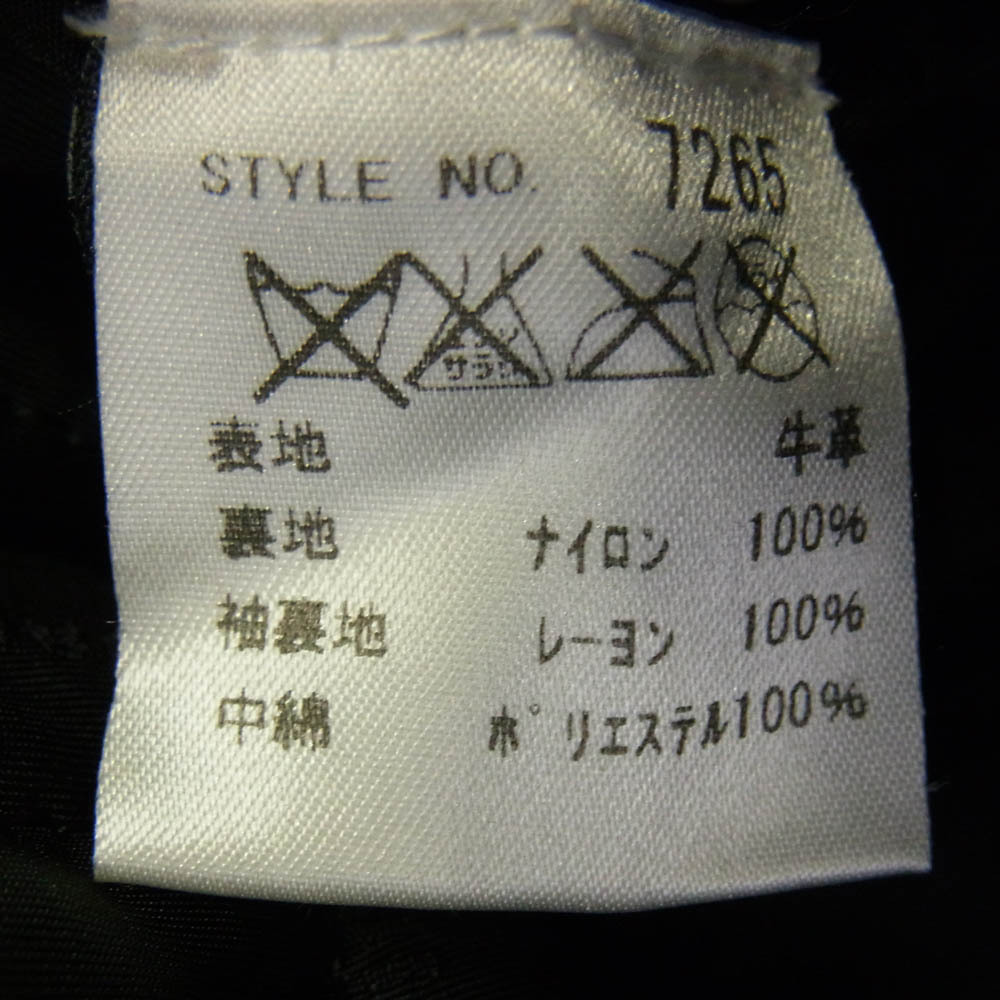 STYLE NO. 7265
サラシ
表地 牛革
裏地 ナイロン 100%
袖裏地 レーヨン 100%
中綿 ポリエステル100%